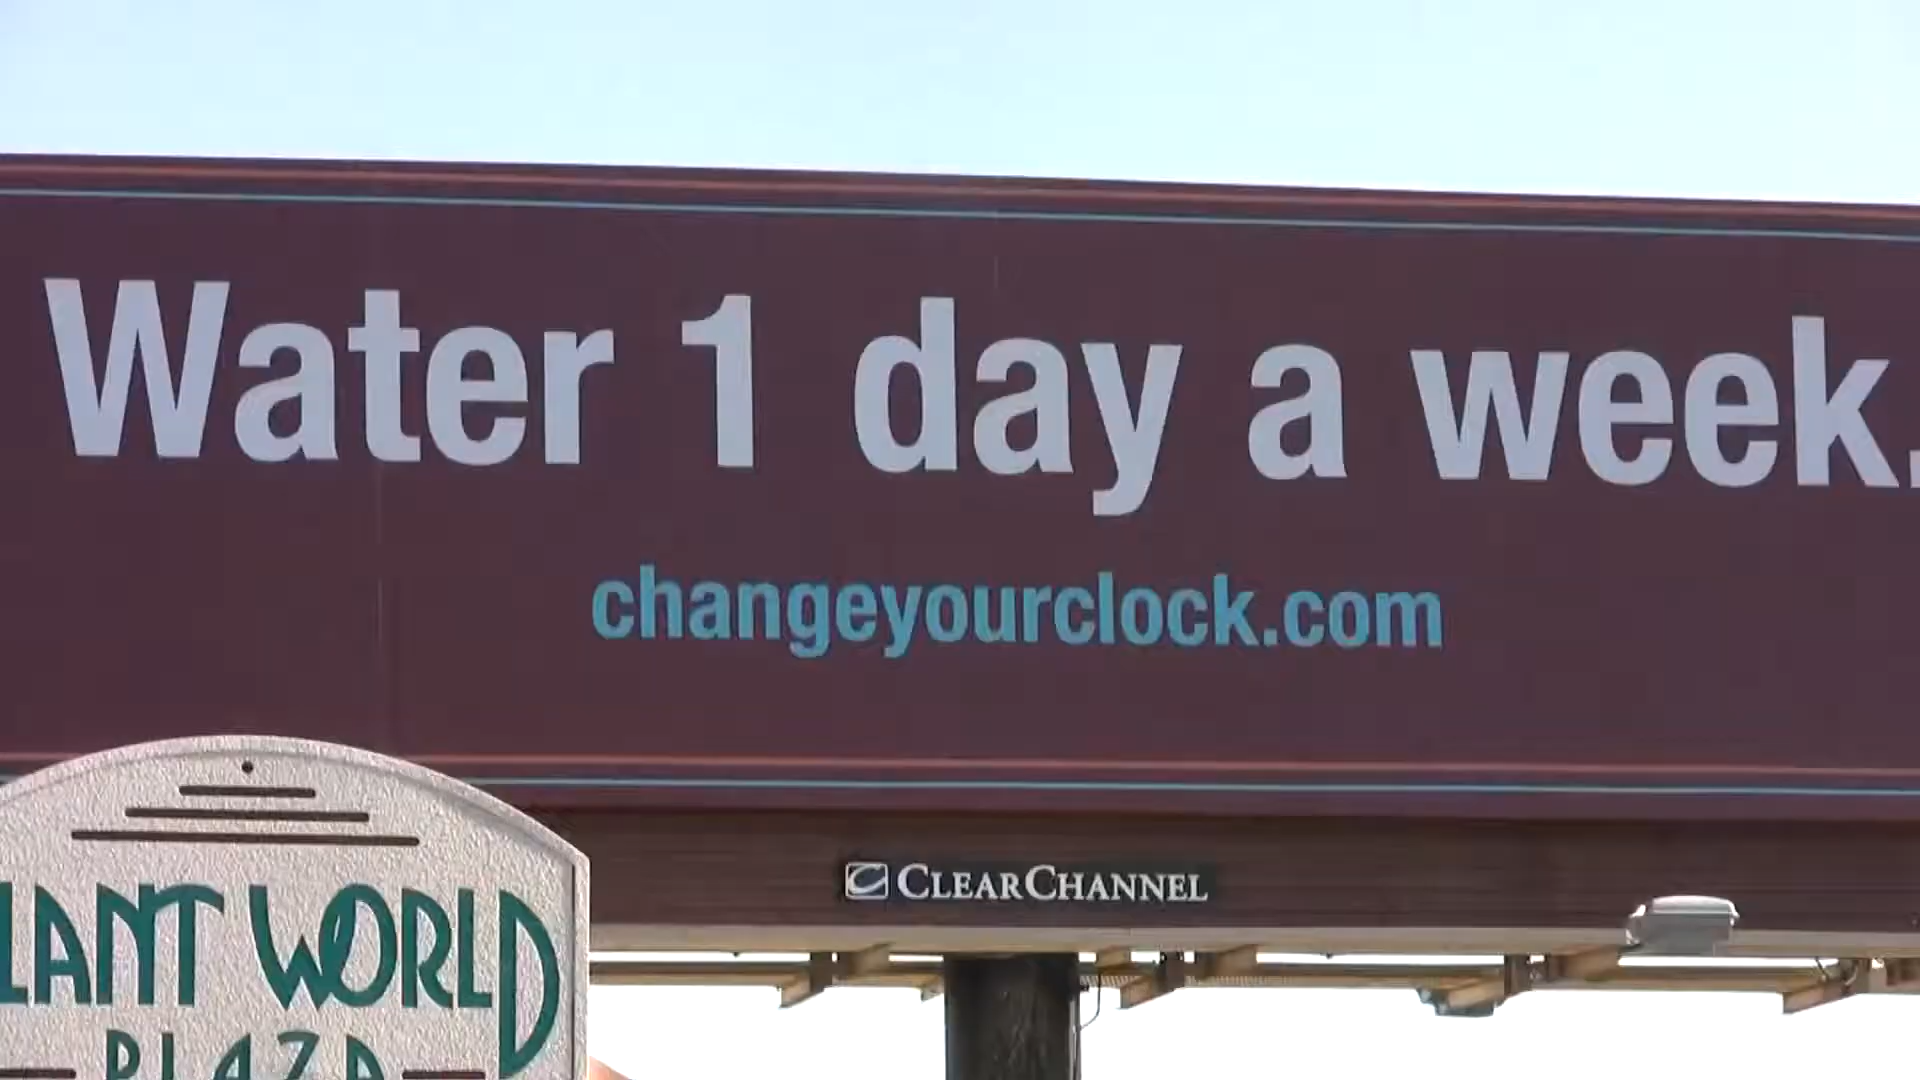 Water 1 day a week.
changeyourclock.com
CLEARCHANNEL
LANT WORLD
PLAZA